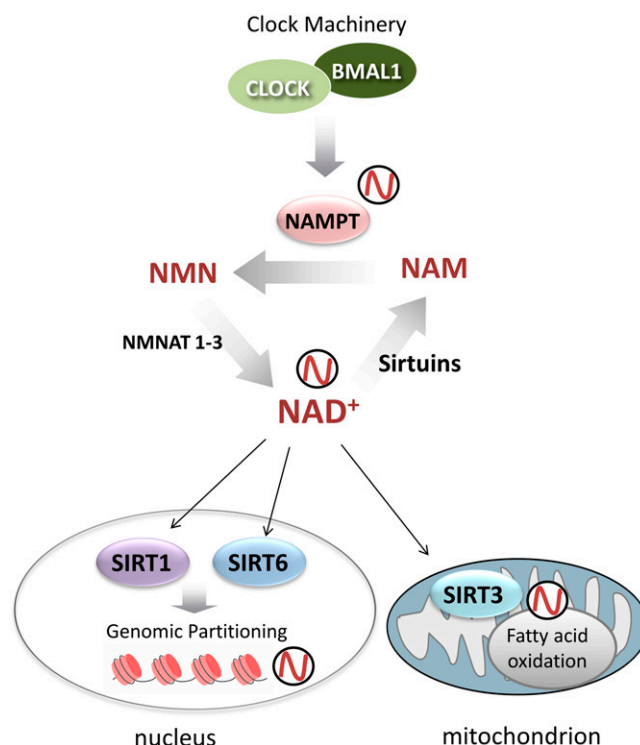 Clock Machinery
CLOCK
BMAL1
NAMPT
NMN
NAM
NMNAT 1-3
Sirtuins
NAD⁺
SIRT1
SIRT6
SIRT3
Genomic Partitioning
Fatty acid
oxidation
nucleus
mitochondrion